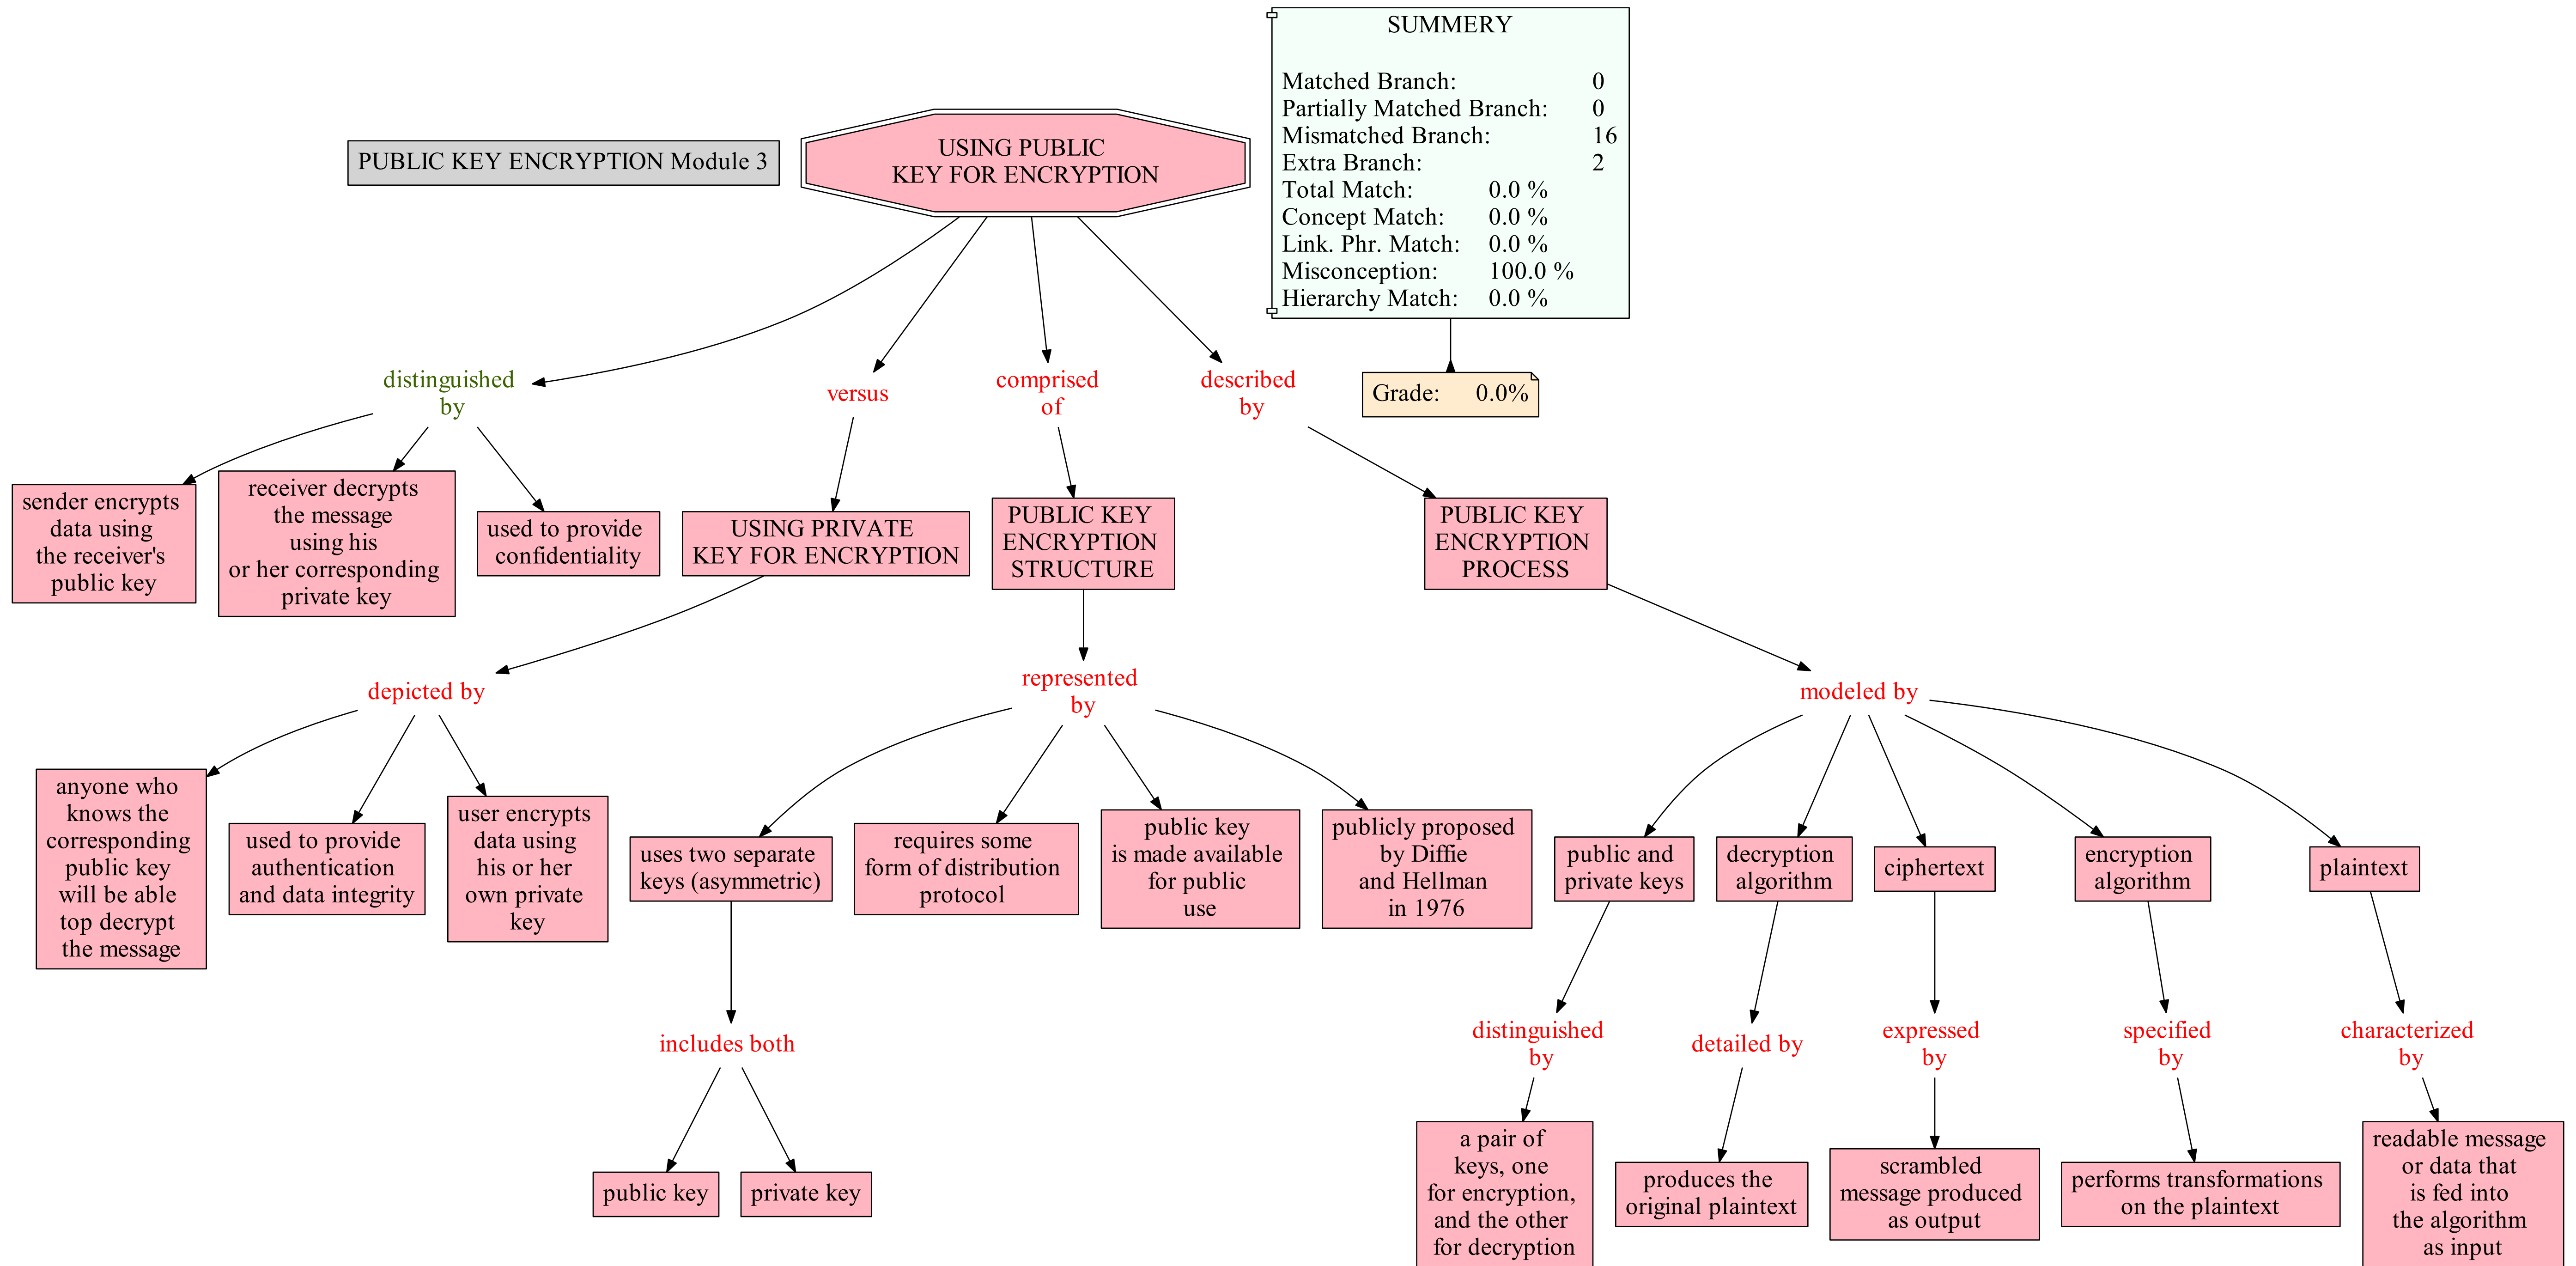 SUMMERY
Matched Branch: 0
Partially Matched Branch: 0
Mismatched Branch: 16
Extra Branch: 2
Total Match: 0.0 %
Concept Match: 0.0 %
Link. Phr. Match: 0.0 %
Misconception: 100.0 %
Hierarchy Match: 0.0 %
PUBLIC KEY ENCRYPTION Module 3
USING PUBLIC
KEY FOR ENCRYPTION
Grade: 0.0%
distinguished
by
versus
comprised
of
described
by
sender encrypts
data using
the receiver's
public key
receiver decrypts
the message
using his
or her corresponding
private key
used to provide
confidentiality
USING PRIVATE
KEY FOR ENCRYPTION
PUBLIC KEY
ENCRYPTION
STRUCTURE
PUBLIC KEY
ENCRYPTION
PROCESS
depicted by
represented
by
modeled by
anyone who
knows the
corresponding
public key
will be able
top decrypt
the message
used to provide
authentication
and data integrity
user encrypts
data using
his or her
own private
key
uses two separate
keys (asymmetric)
requires some
form of distribution
protocol
public key
is made available
for public
use
publicly proposed
by Diffie
and Hellman
in 1976
public and
private keys
decryption
algorithm
ciphertext
encryption
algorithm
plaintext
includes both
distinguished
by
detailed by
expressed
by
specified
by
characterized
by
public key
private key
a pair of
keys, one
for encryption,
and the other
for decryption
produces the
original plaintext
scrambled
message produced
as output
performs transformations
on the plaintext
readable message
or data that
is fed into
the algorithm
as input